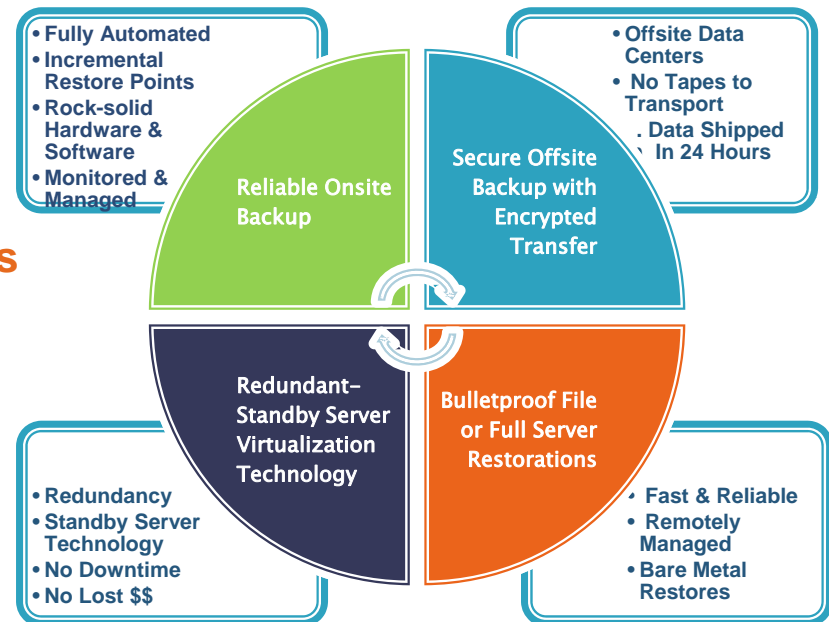 • Fully Automated
• Incremental
Restore Points
• Rock-solid
Hardware &
Software
• Monitored &
Managed
• Offsite Data
Centers
• No Tapes to
Transport
. Data Shipped
In 24 Hours
Reliable Onsite
Backup
Secure Offsite
Backup with
Encrypted
Transfer
s
Redundant-
Standby Server
Virtualization
Technology
Bulletproof File
or Full Server
Restorations
• Redundancy
• Standby Server
Technology
• No Downtime
• No Lost $$
• Fast & Reliable
• Remotely
Managed
• Bare Metal
Restores